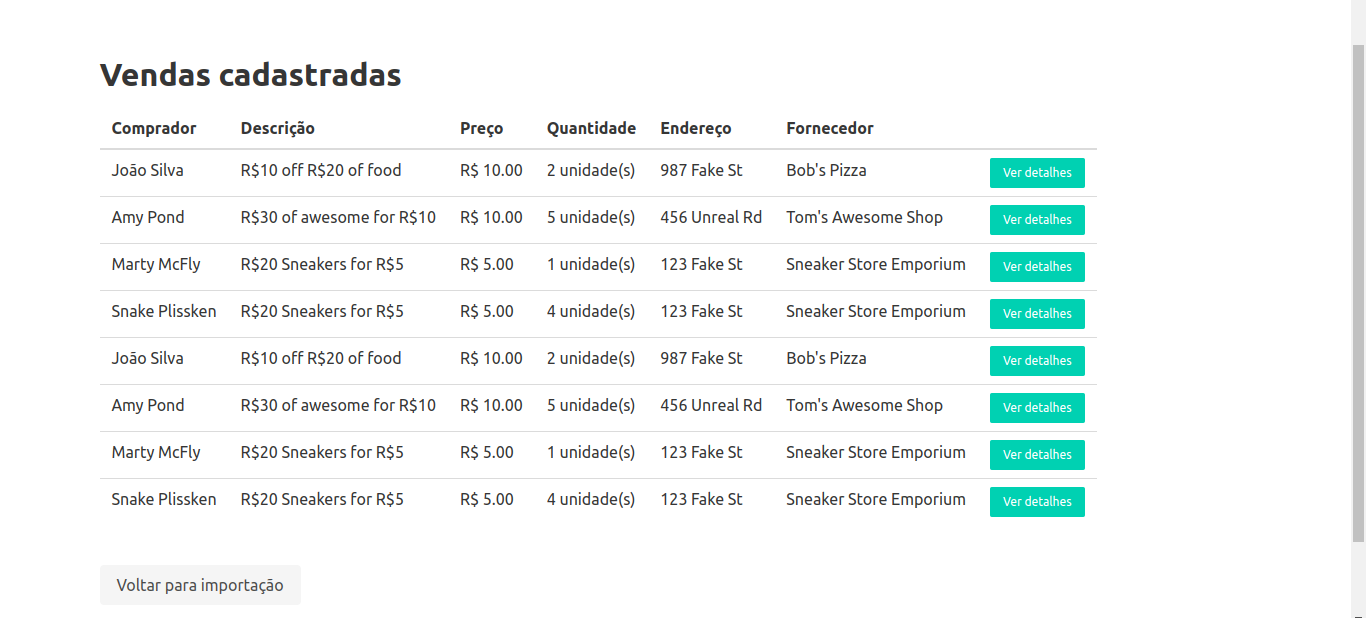 Vendas cadastradas
Comprador Descrição Preço Quantidade Endereço Fornecedor
João Silva R$10 off R$20 of food R$ 10.00 2 unidade(s) 987 Fake St Bob's Pizza Ver detalhes
Amy Pond R$30 of awesome for R$10 R$ 10.00 5 unidade(s) 456 Unreal Rd Tom's Awesome Shop Ver detalhes
Marty McFly R$20 Sneakers for R$5 R$ 5.00 1 unidade(s) 123 Fake St Sneaker Store Emporium Ver detalhes
Snake Plissken R$20 Sneakers for R$5 R$ 5.00 4 unidade(s) 123 Fake St Sneaker Store Emporium Ver detalhes
João Silva R$10 off R$20 of food R$ 10.00 2 unidade(s) 987 Fake St Bob's Pizza Ver detalhes
Amy Pond R$30 of awesome for R$10 R$ 10.00 5 unidade(s) 456 Unreal Rd Tom's Awesome Shop Ver detalhes
Marty McFly R$20 Sneakers for R$5 R$ 5.00 1 unidade(s) 123 Fake St Sneaker Store Emporium Ver detalhes
Snake Plissken R$20 Sneakers for R$5 R$ 5.00 4 unidade(s) 123 Fake St Sneaker Store Emporium Ver detalhes
Voltar para importação